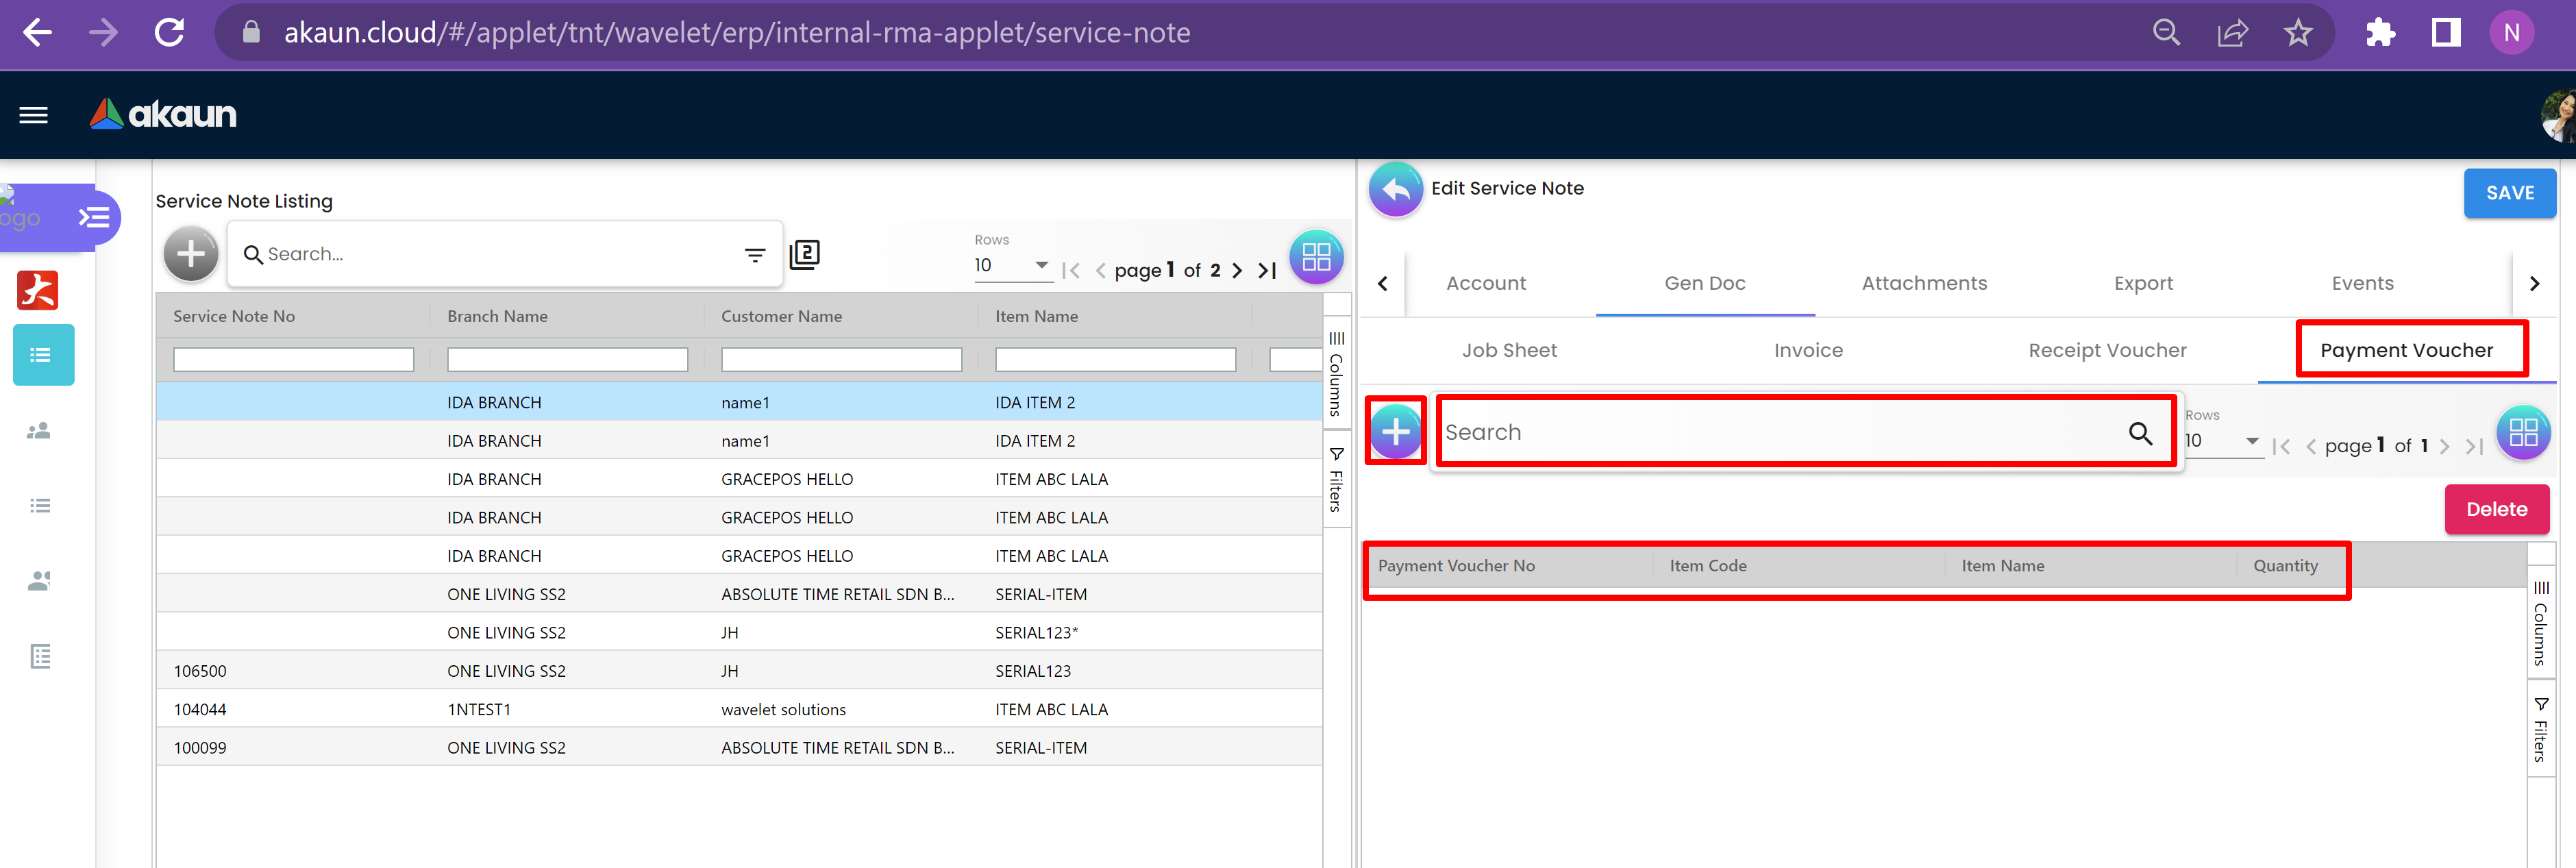 akaun.cloud/#/applet/tnt/wavelet/erp/internal-rma-applet/service-note
N
akaun
ogo
Service Note Listing
Search...
2
Rows
10
page 1 of 2
Service Note No Branch Name Customer Name Item Name
IDA BRANCH name1 IDA ITEM 2
IDA BRANCH name1 IDA ITEM 2
IDA BRANCH GRACEPOS HELLO ITEM ABC LALA
IDA BRANCH GRACEPOS HELLO ITEM ABC LALA
IDA BRANCH GRACEPOS HELLO ITEM ABC LALA
ONE LIVING SS2 ABSOLUTE TIME RETAIL SDN B... SERIAL-ITEM
ONE LIVING SS2 JH SERIAL123*
106500 ONE LIVING SS2 JH SERIAL123
104044 1NTEST1 wavelet solutions ITEM ABC LALA
100099 ONE LIVING SS2 ABSOLUTE TIME RETAIL SDN B... SERIAL-ITEM
Columns
Filters
Edit Service Note
SAVE
Account Gen Doc Attachments Export Events
Job Sheet Invoice Receipt Voucher Payment Voucher
Search
Rows
10
page 1 of 1
Delete
Payment Voucher No Item Code Item Name Quantity
Columns
Filters